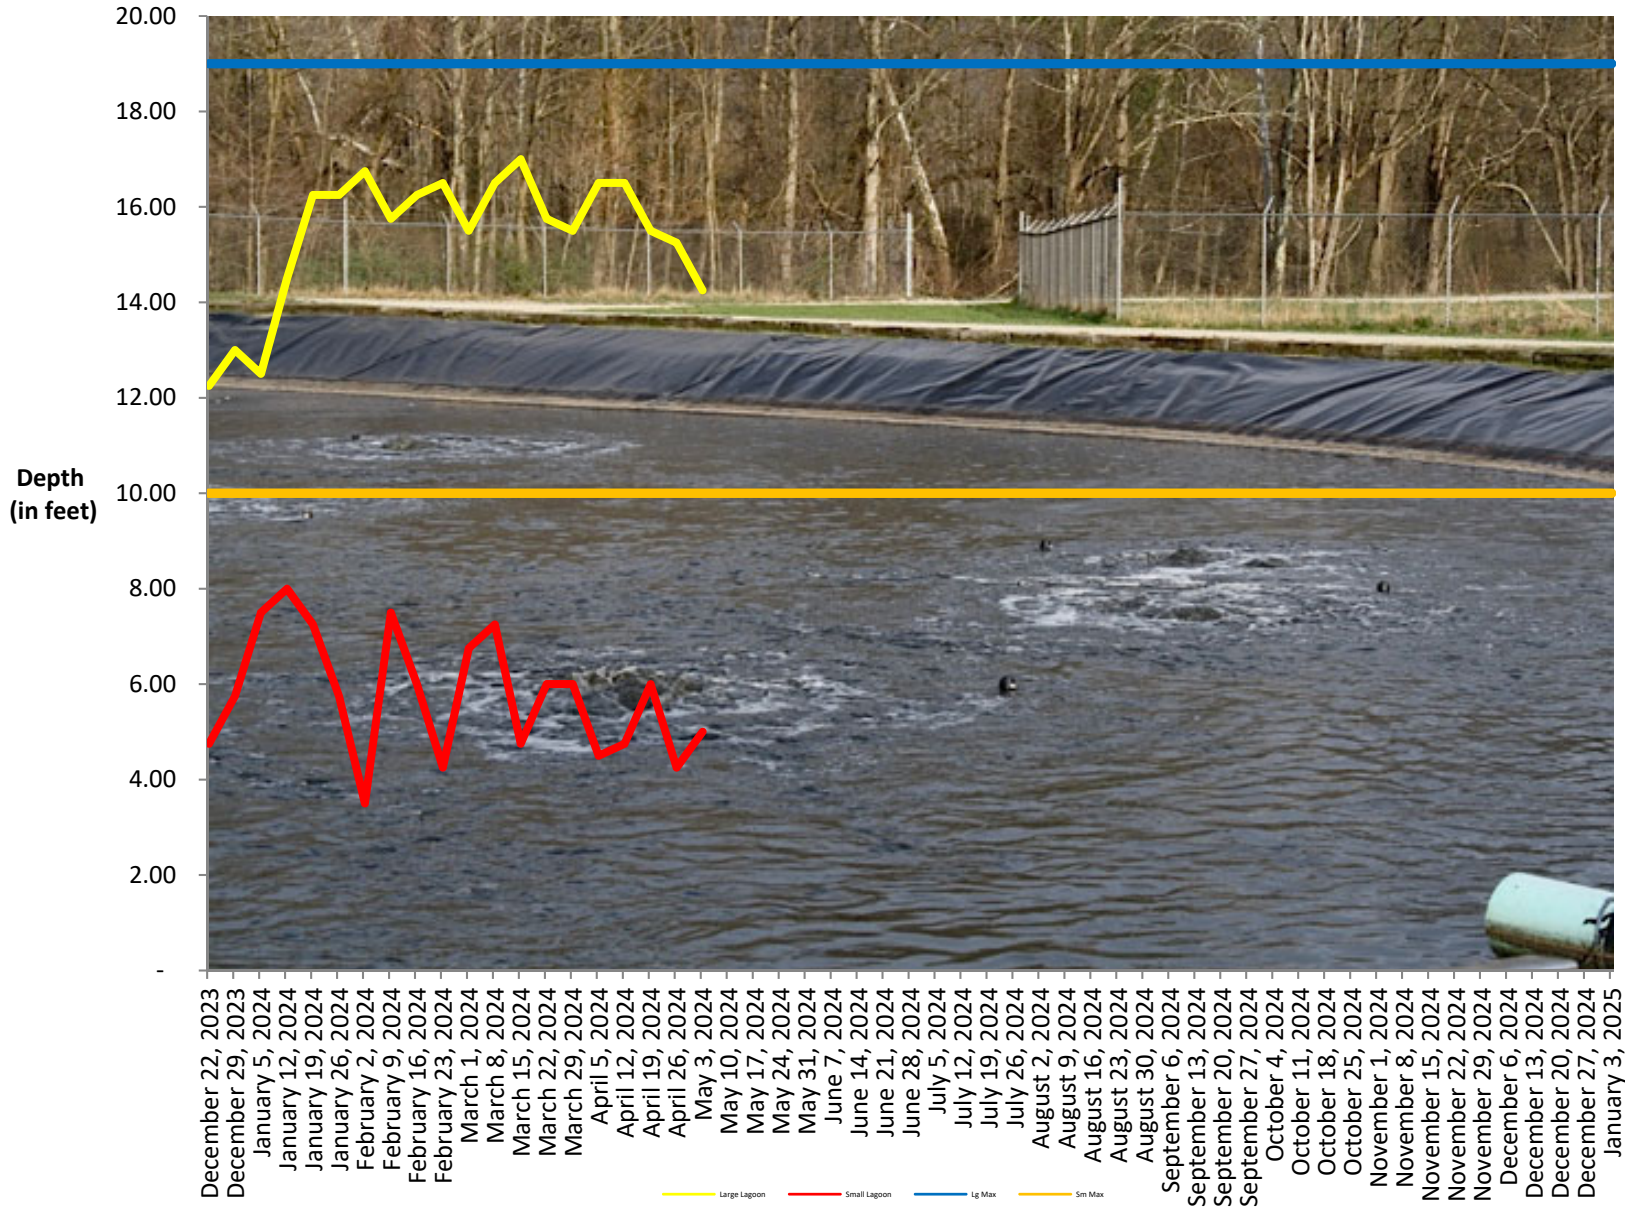 20.00
18.00
16.00
14.00
12.00
10.00
8.00
6.00
4.00
2.00
-
Depth
(in feet)
December 22, 2023
December 29, 2023
January 5, 2024
January 12, 2024
January 19, 2024
January 26, 2024
February 2, 2024
February 9, 2024
February 16, 2024
February 23, 2024
March 1, 2024
March 8, 2024
March 15, 2024
March 22, 2024
March 29, 2024
April 5, 2024
April 12, 2024
April 19, 2024
April 26, 2024
May 3, 2024
May 10, 2024
May 17, 2024
May 24, 2024
May 31, 2024
June 7, 2024
June 14, 2024
June 21, 2024
June 28, 2024
July 5, 2024
July 12, 2024
July 19, 2024
July 26, 2024
August 2, 2024
August 9, 2024
August 16, 2024
August 23, 2024
August 30, 2024
September 6, 2024
September 13, 2024
September 20, 2024
September 27, 2024
October 4, 2024
October 11, 2024
October 18, 2024
October 25, 2024
November 1, 2024
November 8, 2024
November 15, 2024
November 22, 2024
November 29, 2024
December 6, 2024
December 13, 2024
December 20, 2024
December 27, 2024
January 3, 2025
Large Lagoon
Small Lagoon
Lg Max
Sm Max